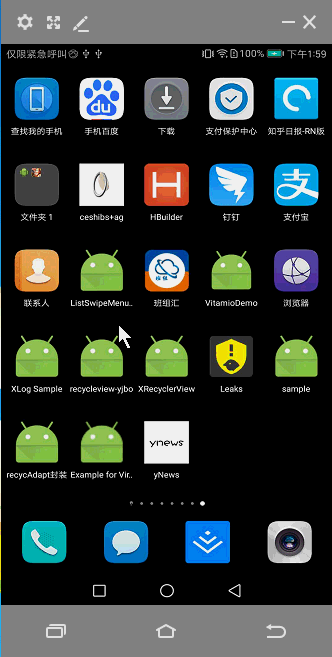 仅限紧急呼叫 100% 下午1:59
查找我的手机 手机百度 下载 支付保护中心 知乎日报-RN版
文件夹 1 ceshibs+ag HBuilder 钉钉 支付宝
联系人 ListSwipeMenu.. 班组汇 VitamioDemo 浏览器
XLog Sample recycleview-yjbo XRecyclerView Leaks sample
ynews
recycAdapt封装 Example for Vir.. yNews